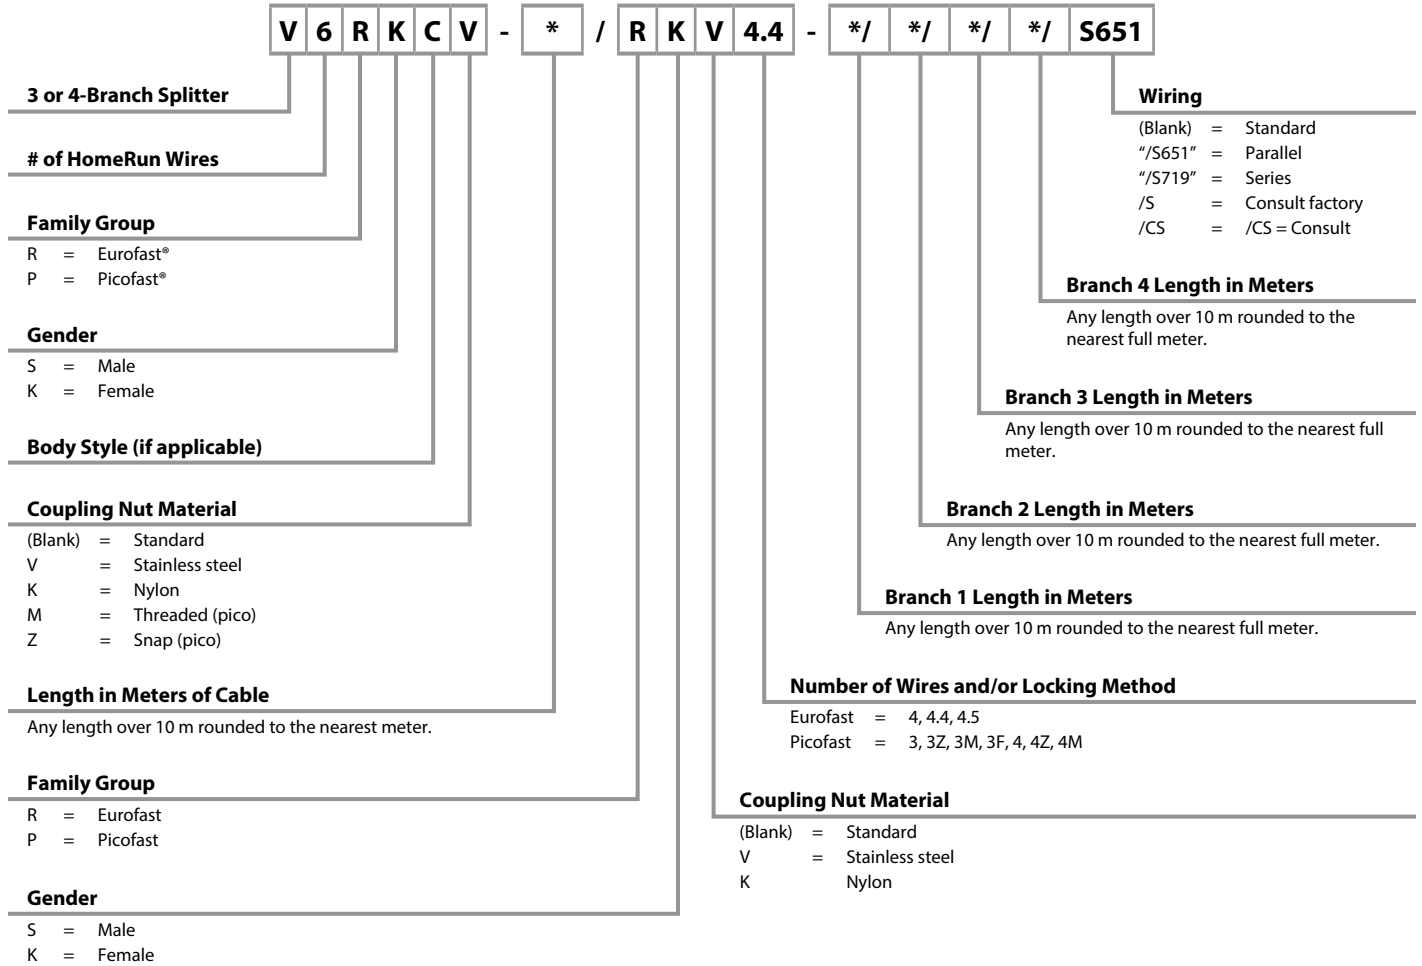 V 6 R K C V - * / R K V 4.4 - */ */ */ */ S651
3 or 4-Branch Splitter
# of HomeRun Wires
Family Group
R = Eurofast®
P = Picofast®
Gender
S = Male
K = Female
Body Style (if applicable)
Coupling Nut Material
(Blank) = Standard
V = Stainless steel
K = Nylon
M = Threaded (pico)
Z = Snap (pico)
Length in Meters of Cable
Any length over 10 m rounded to the nearest meter.
Family Group
R = Eurofast
P = Picofast
Gender
S = Male
K = Female
Wiring
(Blank) = Standard
“/S651” = Parallel
“/S719” = Series
/S = Consult factory
/CS = /CS = Consult
Branch 4 Length in Meters
Any length over 10 m rounded to the
nearest full meter.
Branch 3 Length in Meters
Any length over 10 m rounded to the nearest full
meter.
Branch 2 Length in Meters
Any length over 10 m rounded to the nearest full meter.
Branch 1 Length in Meters
Any length over 10 m rounded to the nearest full meter.
Number of Wires and/or Locking Method
Eurofast = 4, 4.4, 4.5
Picofast = 3, 3Z, 3M, 3F, 4, 4Z, 4M
Coupling Nut Material
(Blank) = Standard
V = Stainless steel
K Nylon